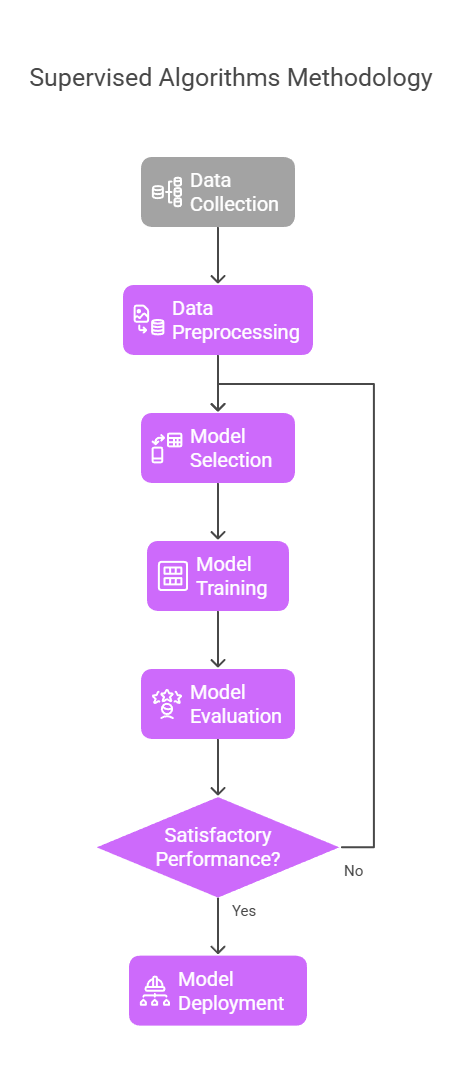 Supervised Algorithms Methodology
Data
Collection
Data
Preprocessing
Model
Selection
Model
Training
Model
Evaluation
Satisfactory
Performance?
No
Yes
Model
Deployment